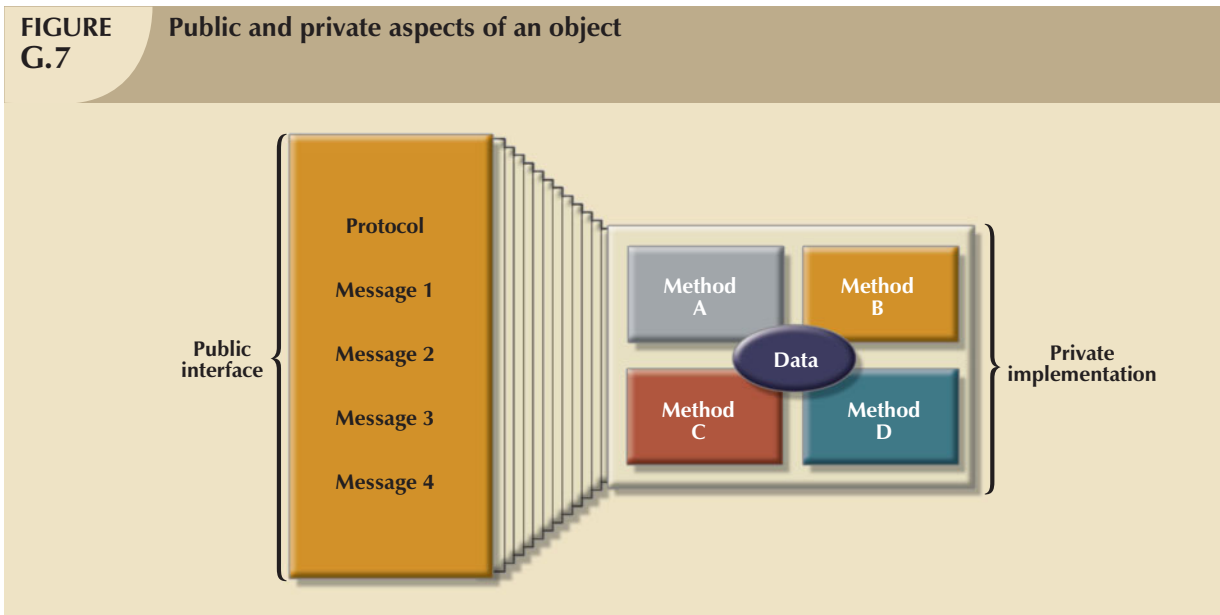 FIGURE
G.7
Public and private aspects of an object
Public
interface
Protocol
Message 1
Message 2
Message 3
Message 4
Method
A
Method
B
Data
Method
C
Method
D
Private
implementation